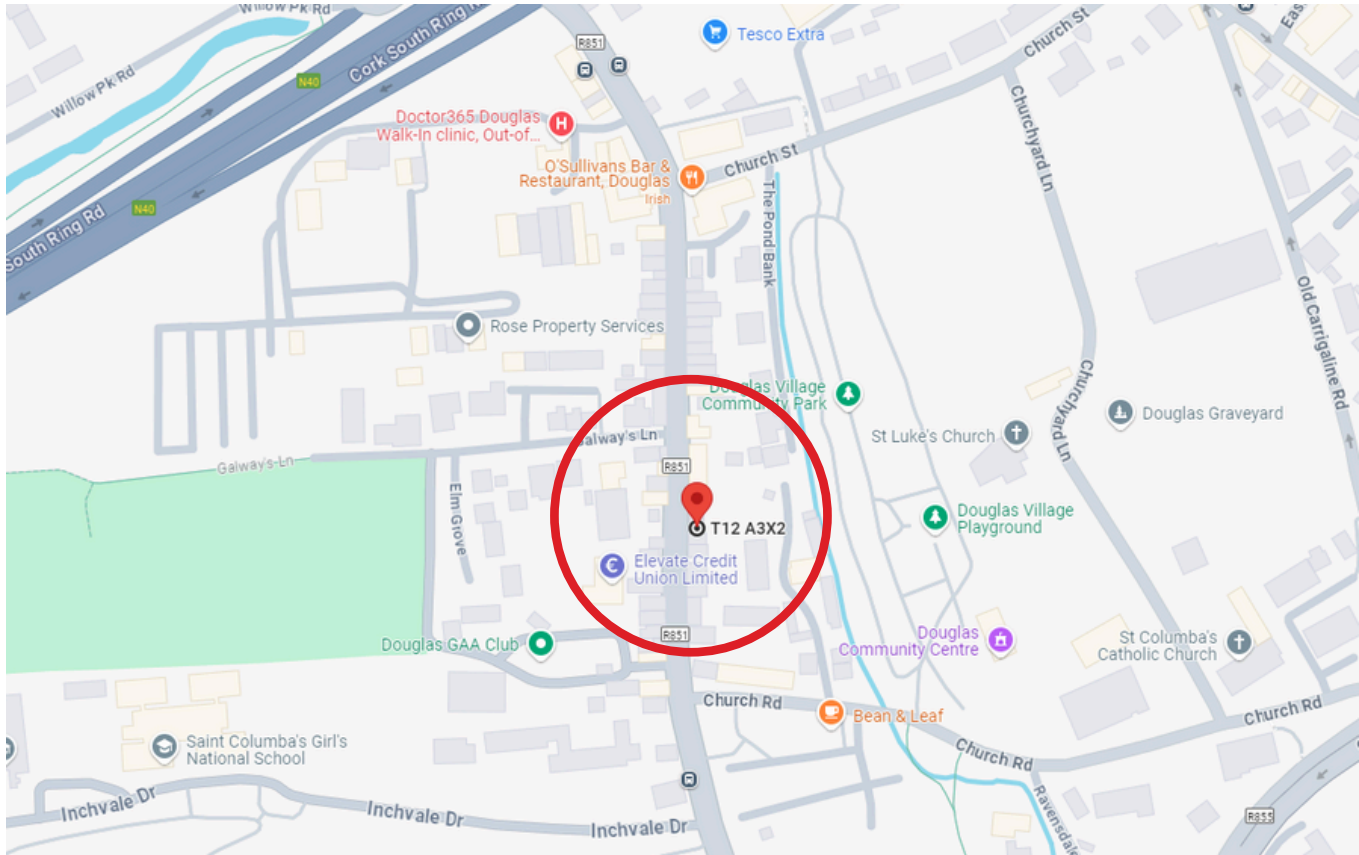 Willow Pk Rd
R851
Tesco Extra
Church St
Cork South Ring R
N40
Willow Pk Rd
Doctor365 Douglas
Walk-In clinic, Out-of...
Churchyard Ln
O'Sullivans Bar &
Restaurant, Douglas
Irish
Church St
The Pond Bank
N40
South Ring Rd
Old Carrigaline Rd
Rose Property Services
Douglas Village
Community Park
Churchyard Ln
Douglas Graveyard
St Luke's Church
Galway's Ln
Galway's Ln
R851
Elm Grove
T12 A3X2
Douglas Village
Playground
Elevate Credit
Union Limited
R851
Douglas GAA Club
Douglas
Community Centre
St Columba's
Catholic Church
Church Rd
Bean & Leaf
Church Rd
Saint Columba's Girl's
National School
Church Rd
Inchvale Dr
Inchvale Dr
Inchvale Dr
Ravensdale
R855